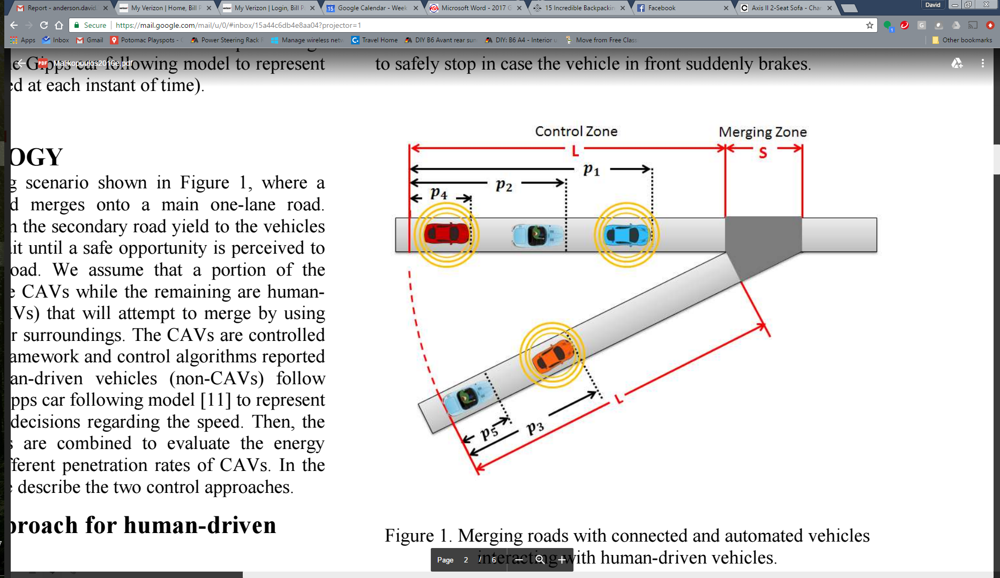 Report - anderson.david.
My Verizon | Home, Bill P
My Verizon | Login, Bill P
15 Google Calendar - Week
Microsoft Word - 2017 G
15 Incredible Backpackin
Facebook
C Axis II 2-Seat Sofa - Char
David
Secure https://mail.google.com/mail/u/0/#inbox/15a44c6db4e8aa04?projector=1
Apps Inbox Gmail Potomac Playspots - Power Steering Rack F Manage wireless netw Travel Home DIY B6 Avant rear sun DIY: B6 A4 - Interior u Move from Free Class Other bookmarks
PDF Malikopoulos2016e.pdf
e Gipps car following model to represent
ed at each instant of time).
OGY
g scenario shown in Figure 1, where a
d merges onto a main one-lane road.
n the secondary road yield to the vehicles
it until a safe opportunity is perceived to
oad. We assume that a portion of the
e CAVs while the remaining are human-
Vs) that will attempt to merge by using
r surroundings. The CAVs are controlled
amework and control algorithms reported
an-driven vehicles (non-CAVs) follow
pps car following model [11] to represent
decisions regarding the speed. Then, the
s are combined to evaluate the energy
fferent penetration rates of CAVs. In the
e describe the two control approaches.
proach for human-driven
to safely stop in case the vehicle in front suddenly brakes.
Control Zone
Merging Zone
L
S
p1
p2
p4
L
p5
p3
Figure 1. Merging roads with connected and automated vehicles
interacting with human-driven vehicles.
Page 2 / 6